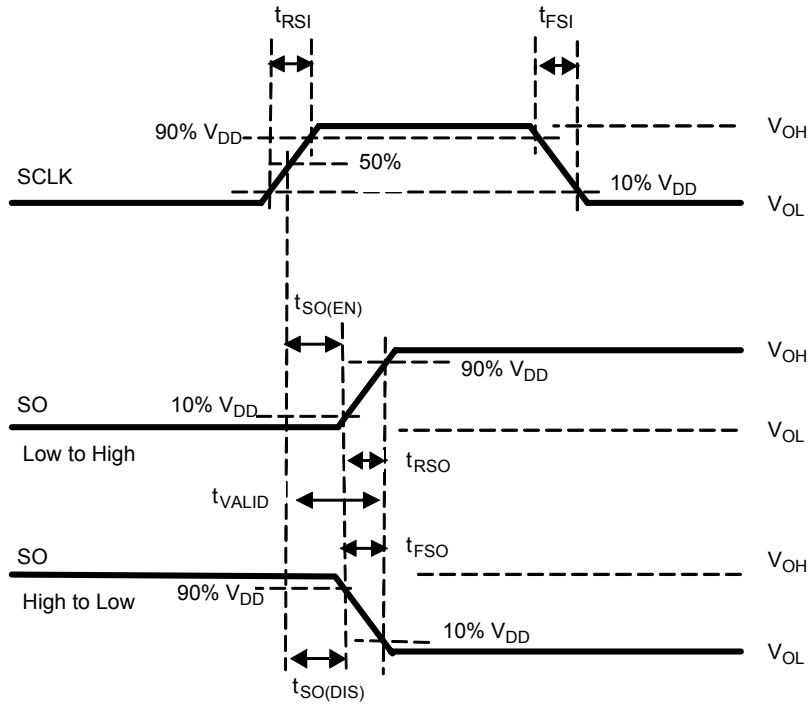 tRSI
tFSI
90% VDD
VOH
50%
SCLK
10% VDD
VOL
tSO(EN)
VOH
90% VDD
SO
10% VDD
VOL
Low to High
tRSO
tVALID
tFSO
SO
VOH
High to Low
90% VDD
10% VDD
VOL
tSO(DIS)